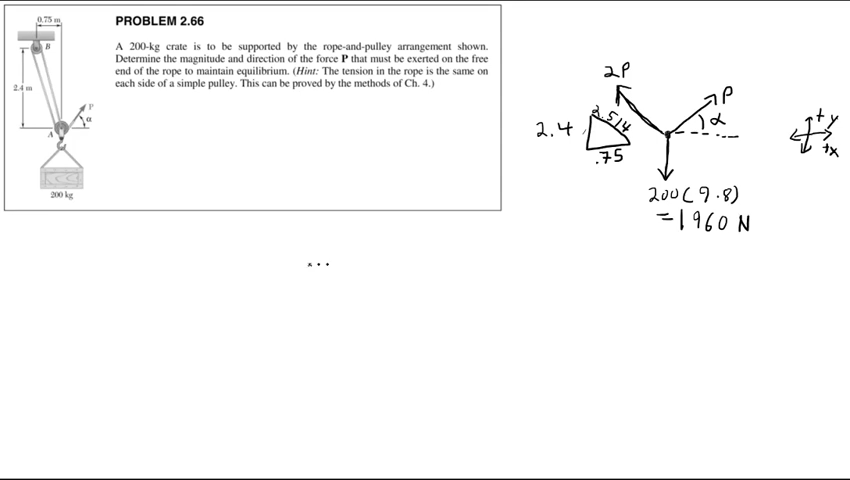 0.75 m
B
2.4 m
P
α
A
200 kg
PROBLEM 2.66
A 200-kg crate is to be supported by the rope-and-pulley arrangement shown.
Determine the magnitude and direction of the force P that must be exerted on the free
end of the rope to maintain equilibrium. (Hint: The tension in the rope is the same on
each side of a simple pulley. This can be proved by the methods of Ch. 4.)
2P
P
α
2.4
2.514
.75
+y
+x
200(9.8)
=1960 N
...